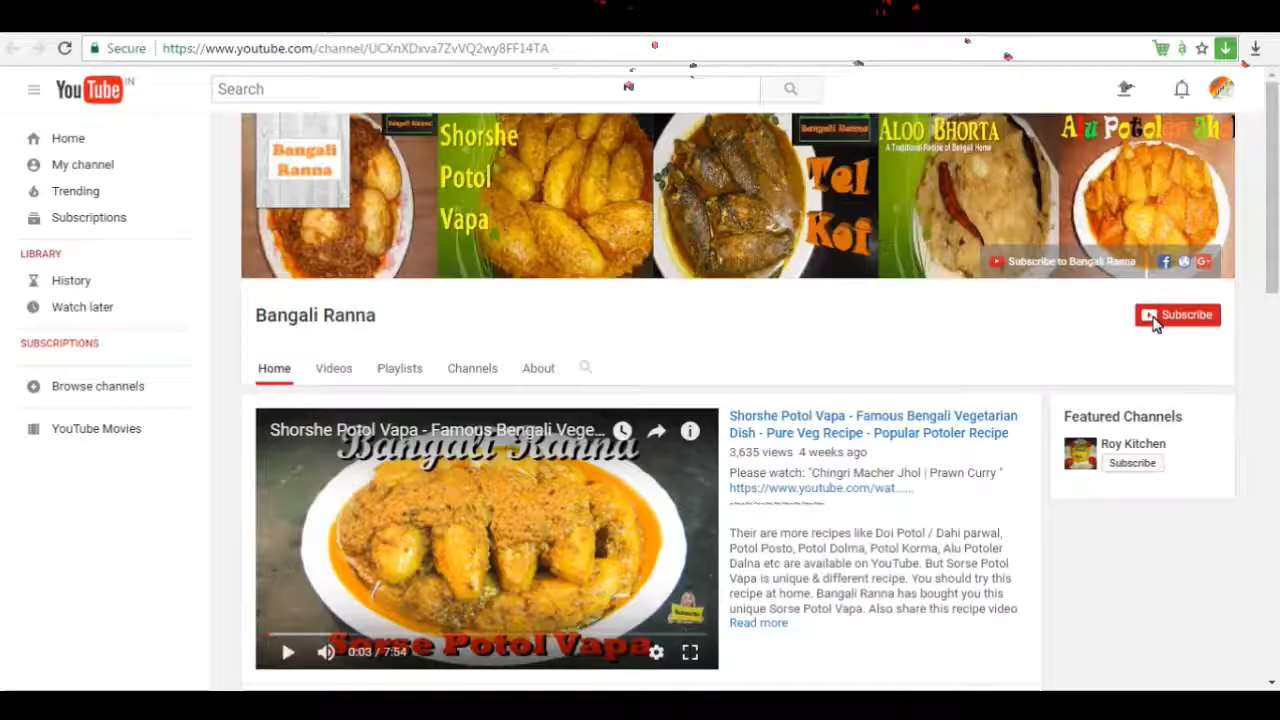 Secure https://www.youtube.com/channel/UCXnXDxva7ZvVQ2wy8FF14TA
YouTube IN
Search
Home
My channel
Trending
Subscriptions
LIBRARY
History
Watch later
SUBSCRIPTIONS
Browse channels
YouTube Movies
Bangali
Ranna
Bangali Ranna
Shorshe
Potol
Vapa
Bangali Ranna
Tel
Koi
ALOO BHORTA
A Traditional Recipe of Bengali Home
Alu Potol
Subscribe to Bangali Ranna
Bangali Ranna
Subscribe
Home Videos Playlists Channels About
Shorshe Potol Vapa - Famous Bengali Vege...
Bangali Ranna
Subscribe
Sorse Potol Vapa
0:03 / 7:54
Shorshe Potol Vapa - Famous Bengali Vegetarian
Dish - Pure Veg Recipe - Popular Potoler Recipe
3,635 views 4 weeks ago
Please watch: "Chingri Macher Jhol | Prawn Curry "
https://www.youtube.com/wat......
-~-~~-~~~-~~-~-
Their are more recipes like Doi Potol / Dahi parwal,
Potol Posto, Potol Dolma, Potol Korma, Alu Potoler
Dalna etc are available on YouTube. But Sorse Potol
Vapa is unique & different recipe. You should try this
recipe at home. Bangali Ranna has bought you this
unique Sorse Potol Vapa. Also share this recipe video
Read more
Featured Channels
Roy Kitchen
Subscribe